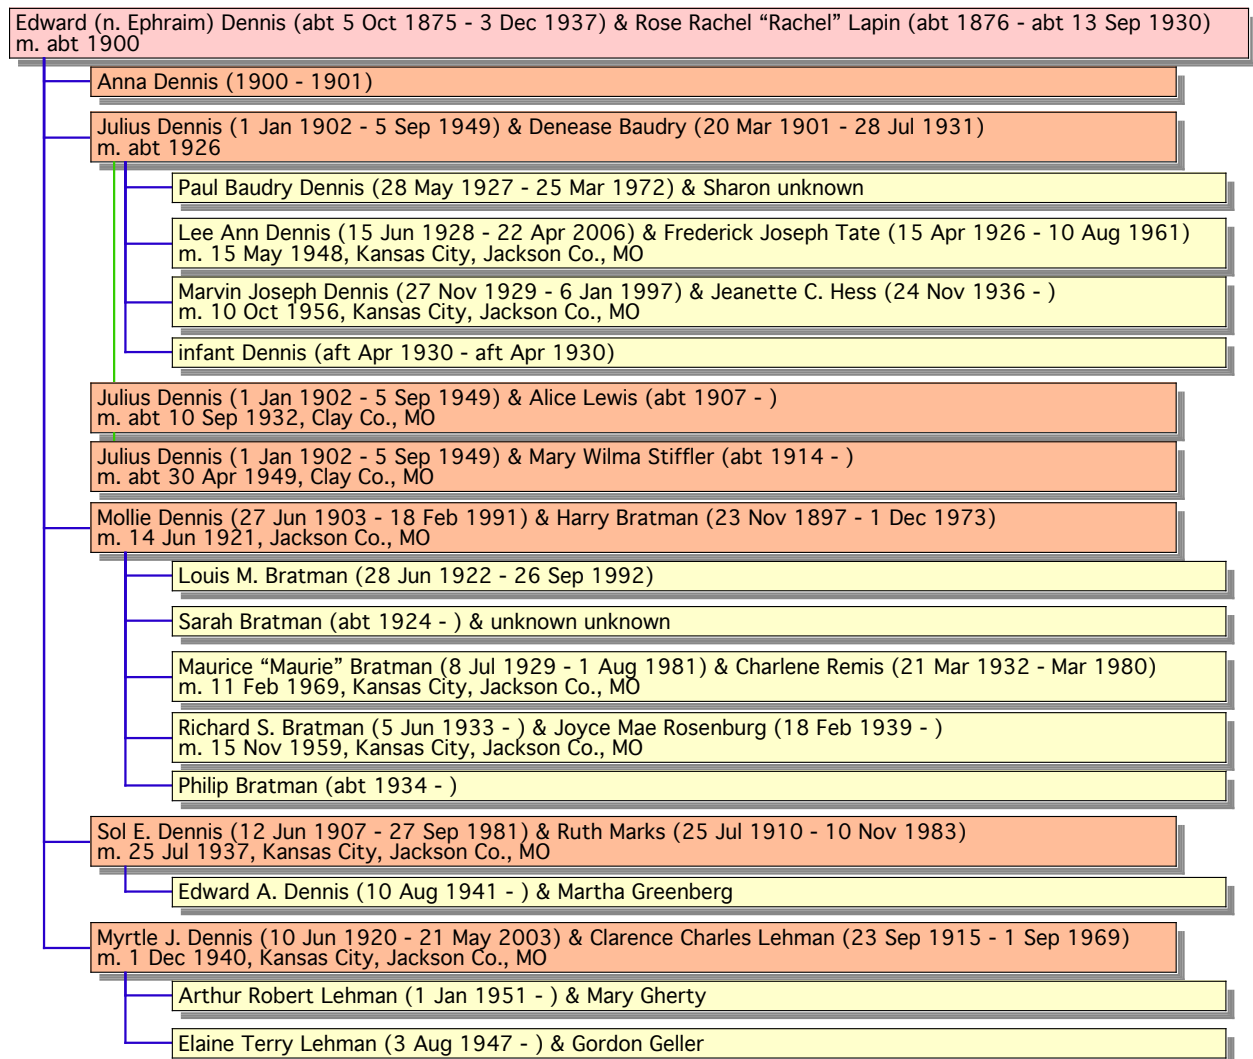 Edward (n. Ephraim) Dennis (abt 5 Oct 1875 - 3 Dec 1937) & Rose Rachel “Rachel” Lapin (abt 1876 - abt 13 Sep 1930)
m. abt 1900
Anna Dennis (1900 - 1901)
Julius Dennis (1 Jan 1902 - 5 Sep 1949) & Denease Baudry (20 Mar 1901 - 28 Jul 1931)
m. abt 1926
Paul Baudry Dennis (28 May 1927 - 25 Mar 1972) & Sharon unknown
Lee Ann Dennis (15 Jun 1928 - 22 Apr 2006) & Frederick Joseph Tate (15 Apr 1926 - 10 Aug 1961)
m. 15 May 1948, Kansas City, Jackson Co., MO
Marvin Joseph Dennis (27 Nov 1929 - 6 Jan 1997) & Jeanette C. Hess (24 Nov 1936 - )
m. 10 Oct 1956, Kansas City, Jackson Co., MO
infant Dennis (aft Apr 1930 - aft Apr 1930)
Julius Dennis (1 Jan 1902 - 5 Sep 1949) & Alice Lewis (abt 1907 - )
m. abt 10 Sep 1932, Clay Co., MO
Julius Dennis (1 Jan 1902 - 5 Sep 1949) & Mary Wilma Stiffler (abt 1914 - )
m. abt 30 Apr 1949, Clay Co., MO
Mollie Dennis (27 Jun 1903 - 18 Feb 1991) & Harry Bratman (23 Nov 1897 - 1 Dec 1973)
m. 14 Jun 1921, Jackson Co., MO
Louis M. Bratman (28 Jun 1922 - 26 Sep 1992)
Sarah Bratman (abt 1924 - ) & unknown unknown
Maurice “Maurie” Bratman (8 Jul 1929 - 1 Aug 1981) & Charlene Remis (21 Mar 1932 - Mar 1980)
m. 11 Feb 1969, Kansas City, Jackson Co., MO
Richard S. Bratman (5 Jun 1933 - ) & Joyce Mae Rosenburg (18 Feb 1939 - )
m. 15 Nov 1959, Kansas City, Jackson Co., MO
Philip Bratman (abt 1934 - )
Sol E. Dennis (12 Jun 1907 - 27 Sep 1981) & Ruth Marks (25 Jul 1910 - 10 Nov 1983)
m. 25 Jul 1937, Kansas City, Jackson Co., MO
Edward A. Dennis (10 Aug 1941 - ) & Martha Greenberg
Myrtle J. Dennis (10 Jun 1920 - 21 May 2003) & Clarence Charles Lehman (23 Sep 1915 - 1 Sep 1969)
m. 1 Dec 1940, Kansas City, Jackson Co., MO
Arthur Robert Lehman (1 Jan 1951 - ) & Mary Gherty
Elaine Terry Lehman (3 Aug 1947 - ) & Gordon Geller